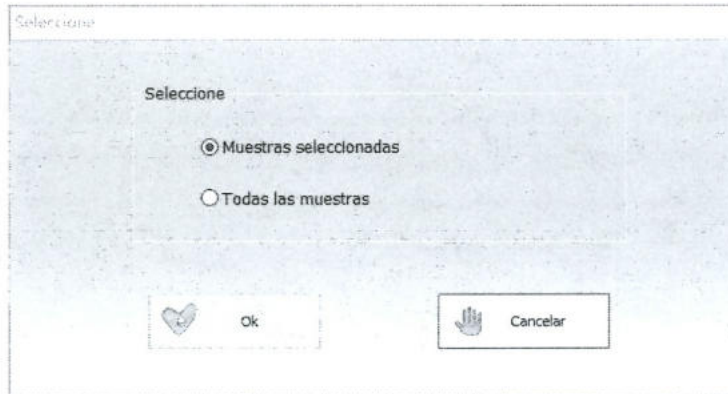 Seleccione
Seleccione
Muestras seleccionadas
Todas las muestras
Ok
Cancelar